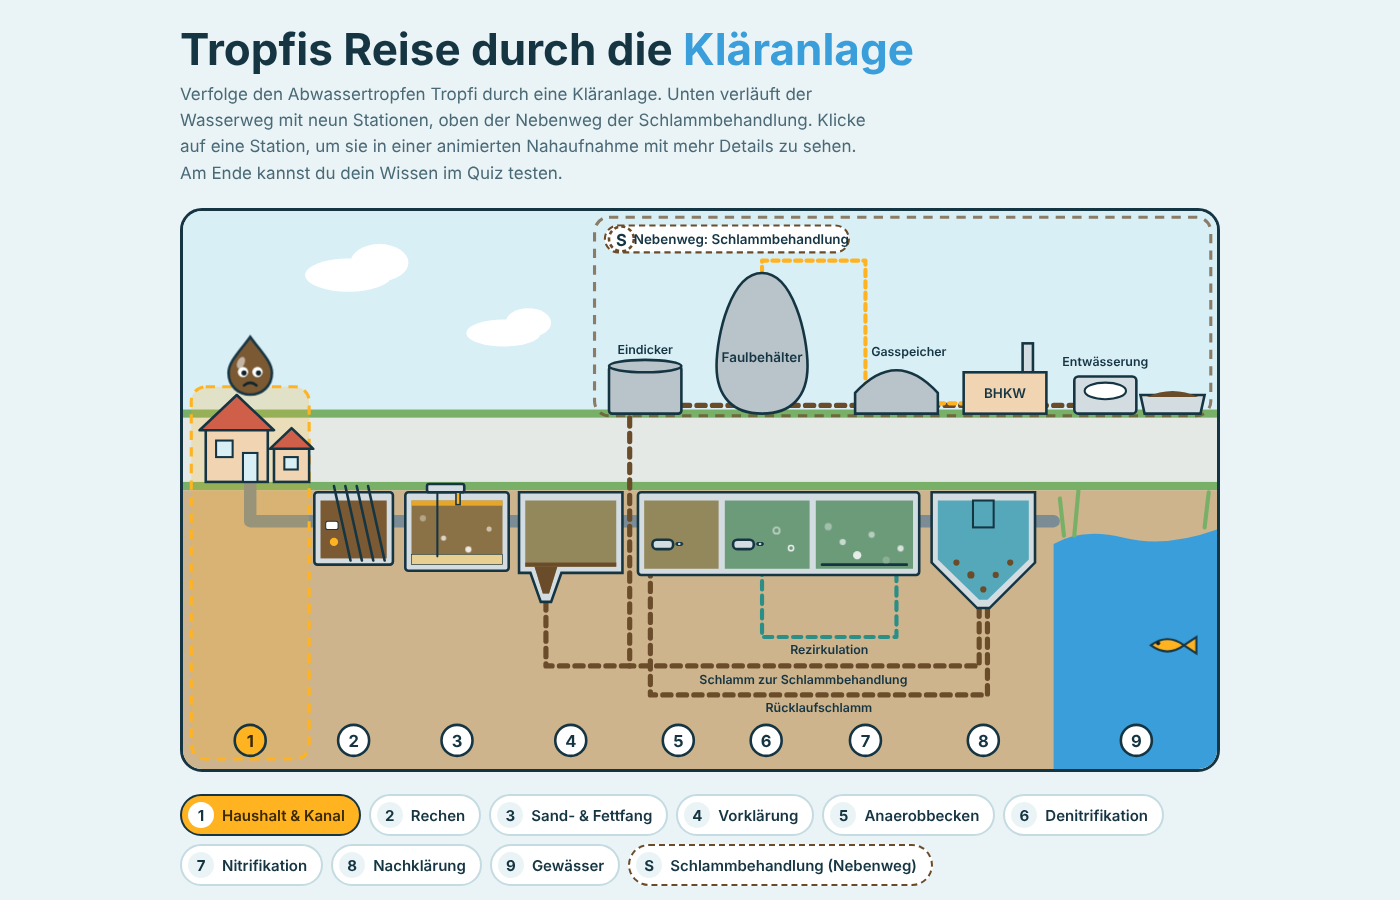 Tropfis Reise durch die Kläranlage
Verfolge den Abwassertropfen Tropfi durch eine Kläranlage. Unten verläuft der
Wasserweg mit neun Stationen, oben der Nebenweg der Schlammbehandlung. Klicke
auf eine Station, um sie in einer animierten Nahaufnahme mit mehr Details zu sehen.
Am Ende kannst du dein Wissen im Quiz testen.
S Nebenweg: Schlammbehandlung
Eindicker
Faulbehälter
Gasspeicher
BHKW
Entwässerung
Rezirkulation
Schlamm zur Schlammbehandlung
Rücklaufschlamm
1 2 3 4 5 6 7 8 9
1 Haushalt & Kanal
2 Rechen
3 Sand- & Fettfang
4 Vorklärung
5 Anaerobbecken
6 Denitrifikation
7 Nitrifikation
8 Nachklärung
9 Gewässer
S Schlammbehandlung (Nebenweg)